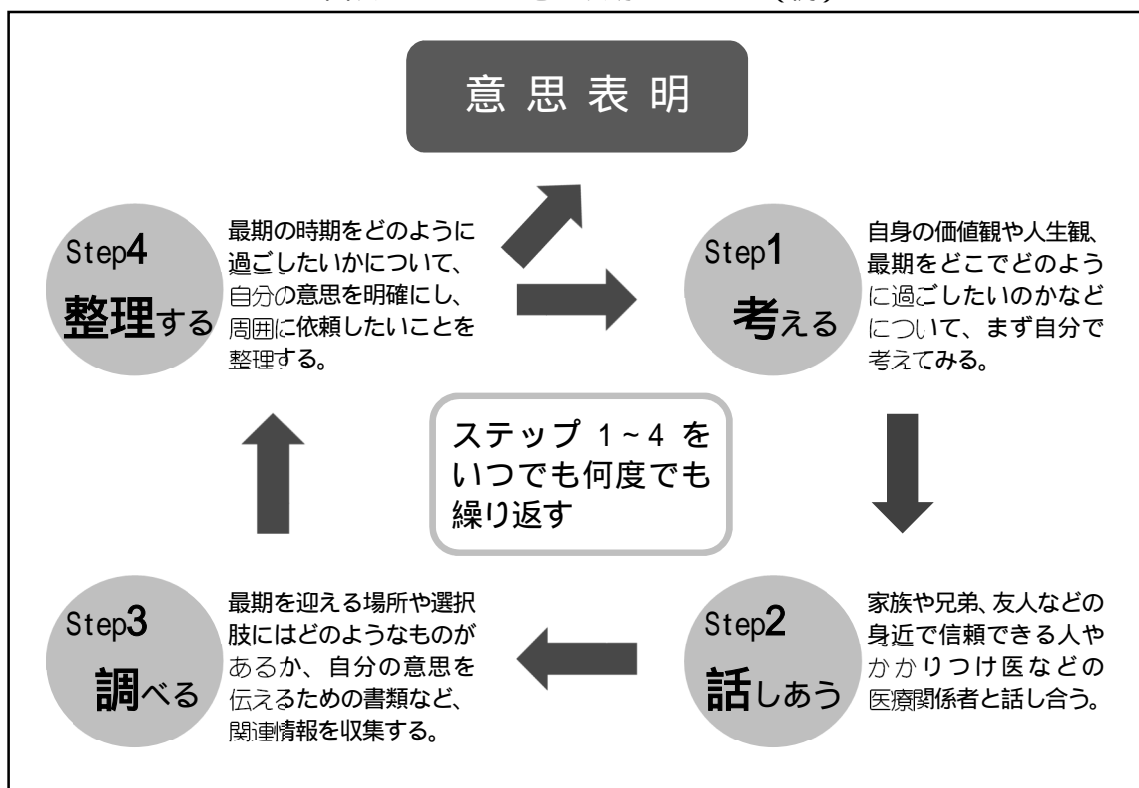 意思表明
Step4
整理する
最期の時期をどのように
過ごしたいかについて、
自分の意思を明確にし、
周囲に依頼したいことを
整理する。
Step1
考える
自身の価値観や人生観、
最期をどこでどのよう
に過ごしたいのかなど
について、まず自分で
考えてみる。
ステップ 1~4 を
いつでも何度でも
繰り返す
Step3
調べる
最期を迎える場所や選択
肢にはどのようなものが
あるか、自分の意思を
伝えるための書類など、
関連情報を収集する。
Step2
話しあう
家族や兄弟、友人などの
身近で信頼できる人や
かかりつけ医などの
医療関係者と話し合う。